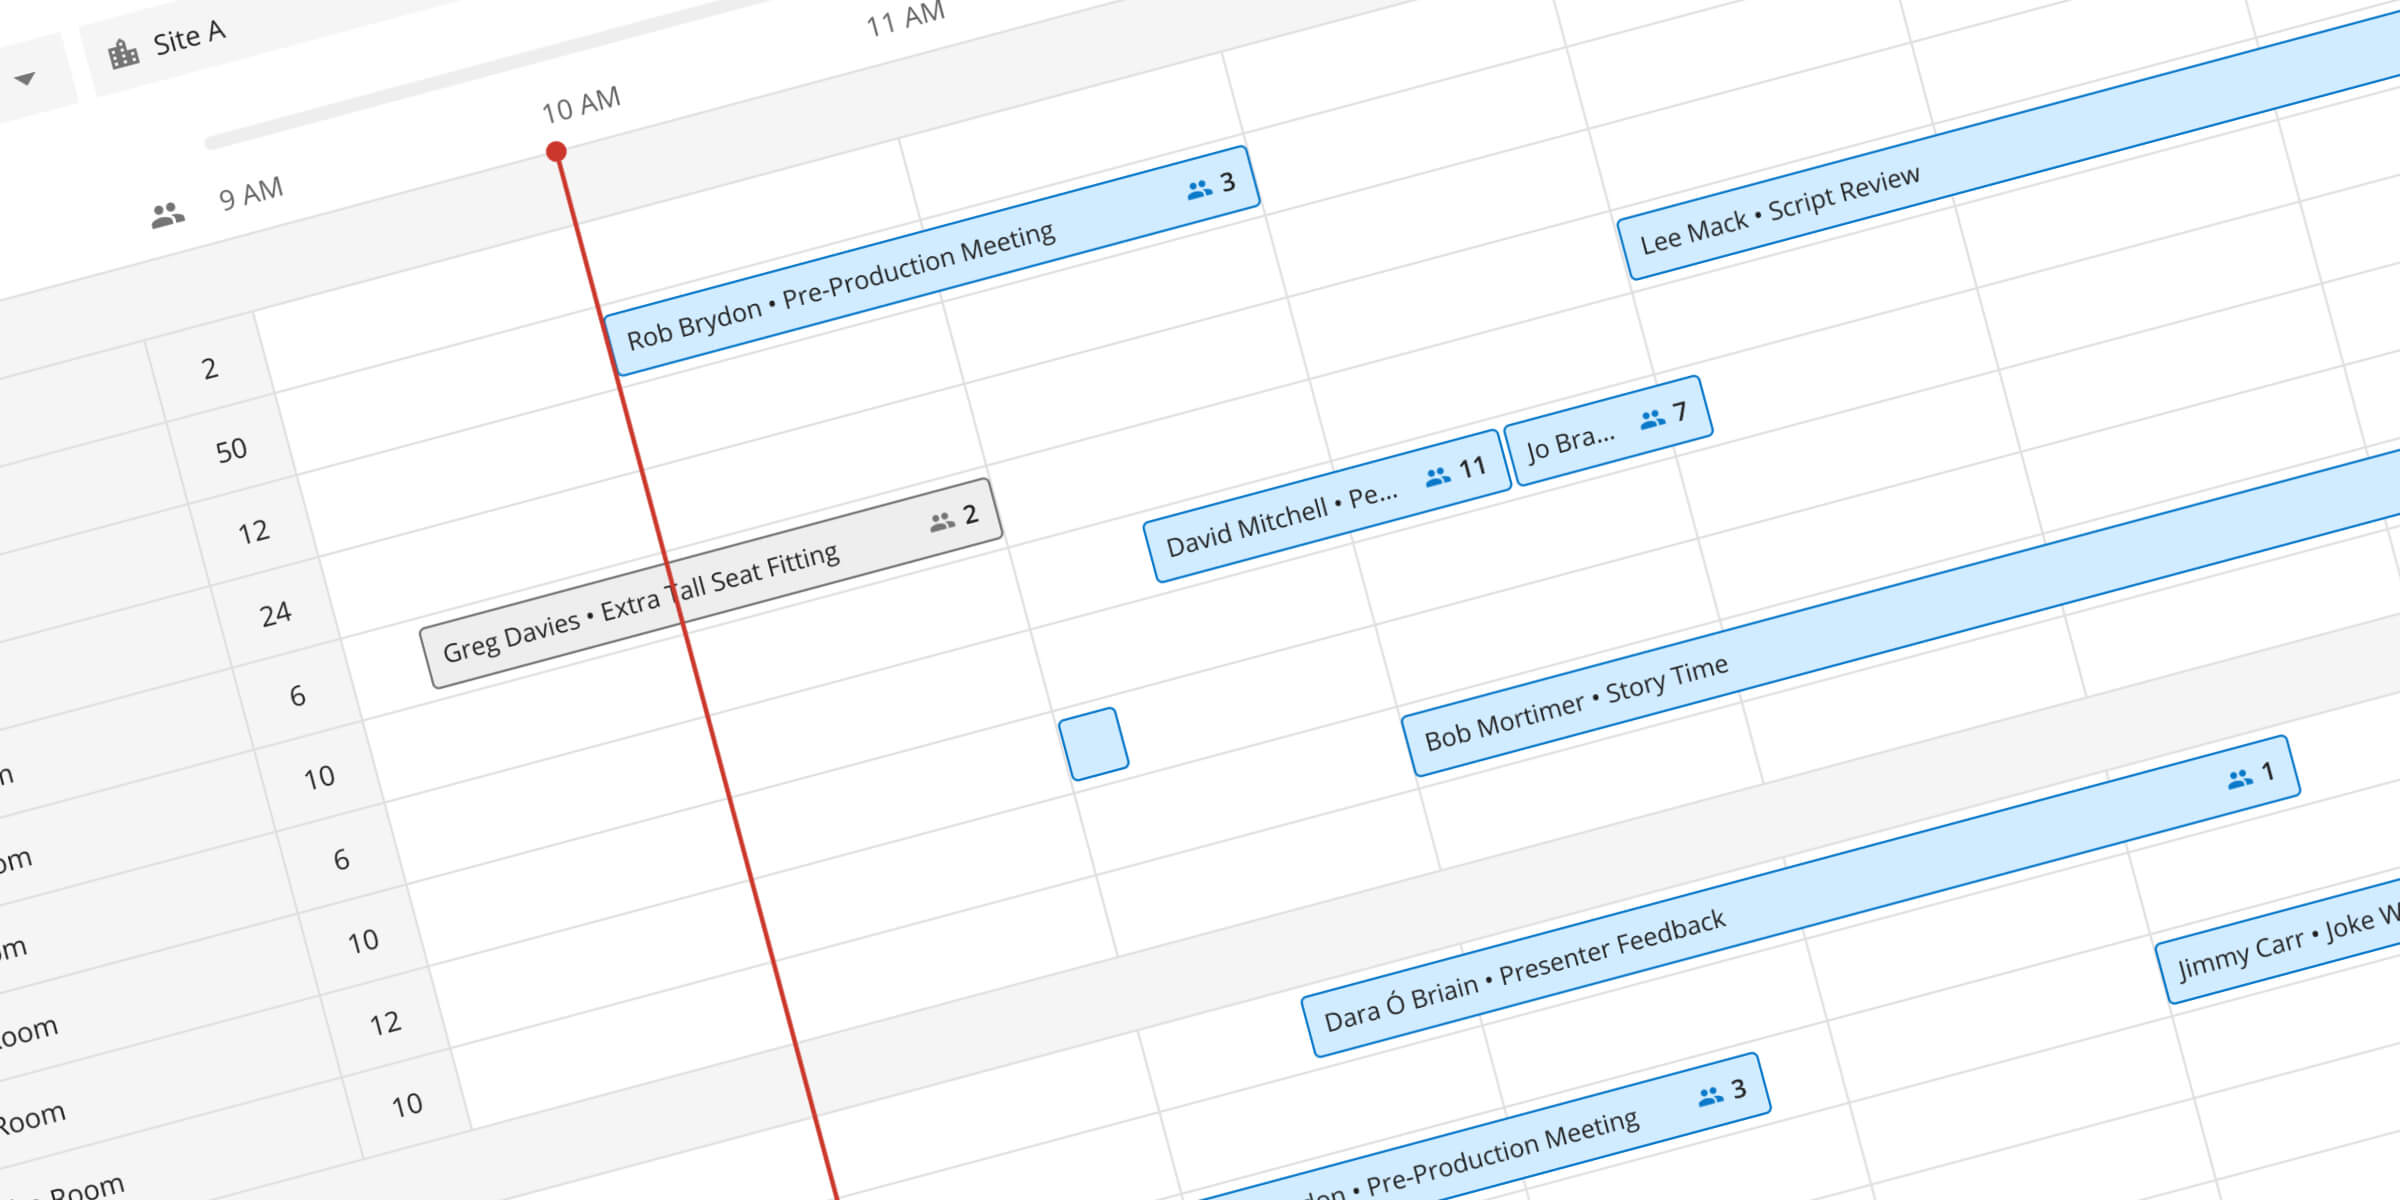 Site A
9 AM
10 AM
11 AM
2
50
12
24
6
10
6
10
12
10
Room
Rob Brydon • Pre-Production Meeting 3
Lee Mack • Script Review
Greg Davies • Extra Tall Seat Fitting 2
David Mitchell • Pe... 11
Jo Bra... 7
Bob Mortimer • Story Time
Dara Ó Briain • Presenter Feedback 1
Jimmy Carr • Joke W
don • Pre-Production Meeting 3
om
om
oom
Room